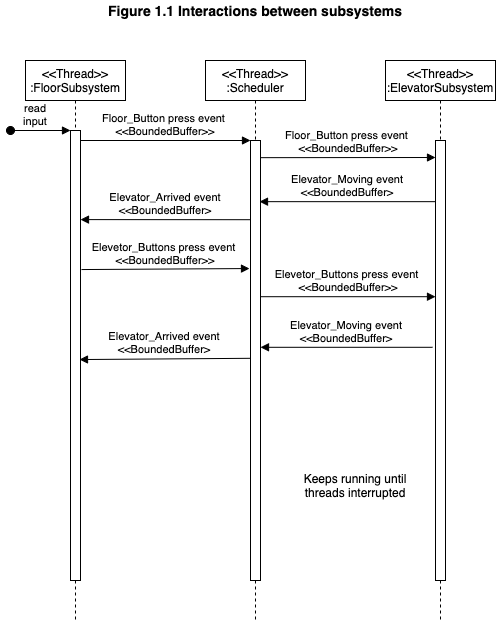 Figure 1.1 Interactions between subsystems
<<Thread>>
:FloorSubsystem
<<Thread>>
:Scheduler
<<Thread>>
:ElevatorSubsystem
read
input
Floor_Button press event
<<BoundedBuffer>>
Floor_Button press event
<<BoundedBuffer>>
Elevator_Moving event
<<BoundedBuffer>
Elevator_Arrived event
<<BoundedBuffer>
Elevetor_Buttons press event
<<BoundedBuffer>>
Elevetor_Buttons press event
<<BoundedBuffer>>
Elevator_Moving event
<<BoundedBuffer>
Elevator_Arrived event
<<BoundedBuffer>
Keeps running until
threads interrupted